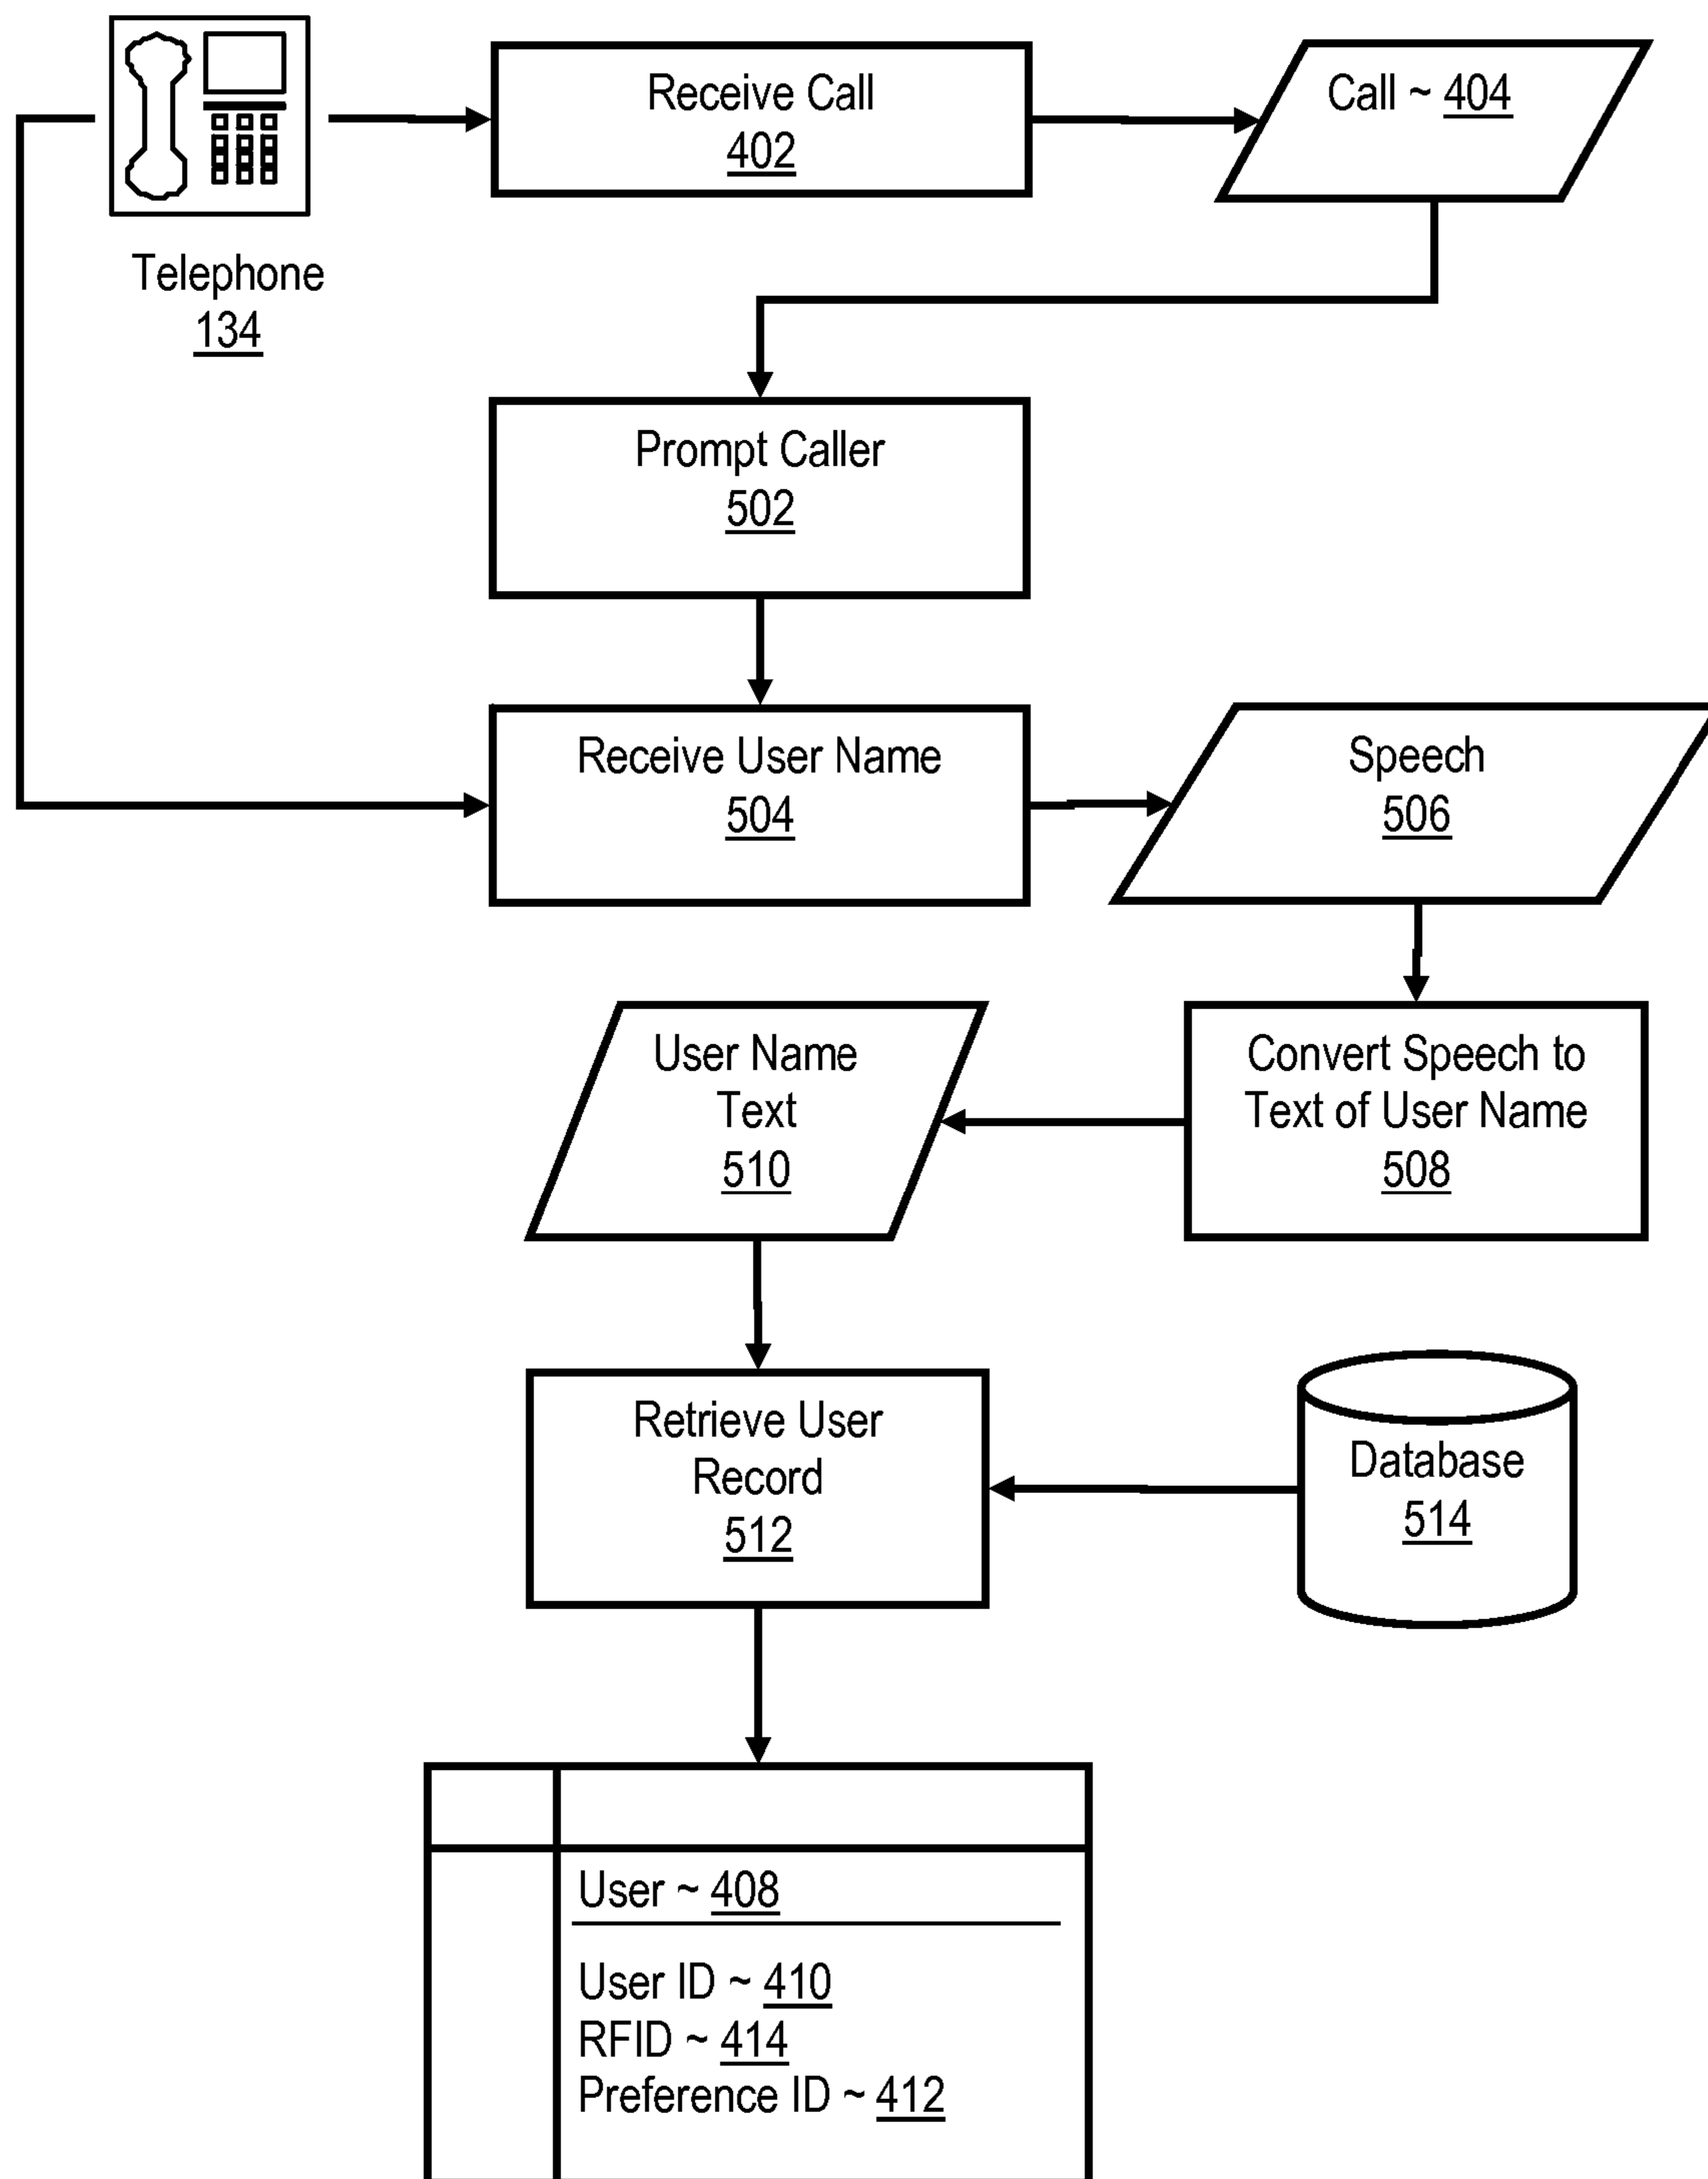 Receive Call
402
Call ~ 404
Telephone
134
Prompt Caller
502
Receive User Name
504
Speech
506
User Name
Text
510
Convert Speech to
Text of User Name
508
Retrieve User
Record
512
Database
514
User ~ 408
User ID ~ 410
RFID ~ 414
Preference ID ~ 412